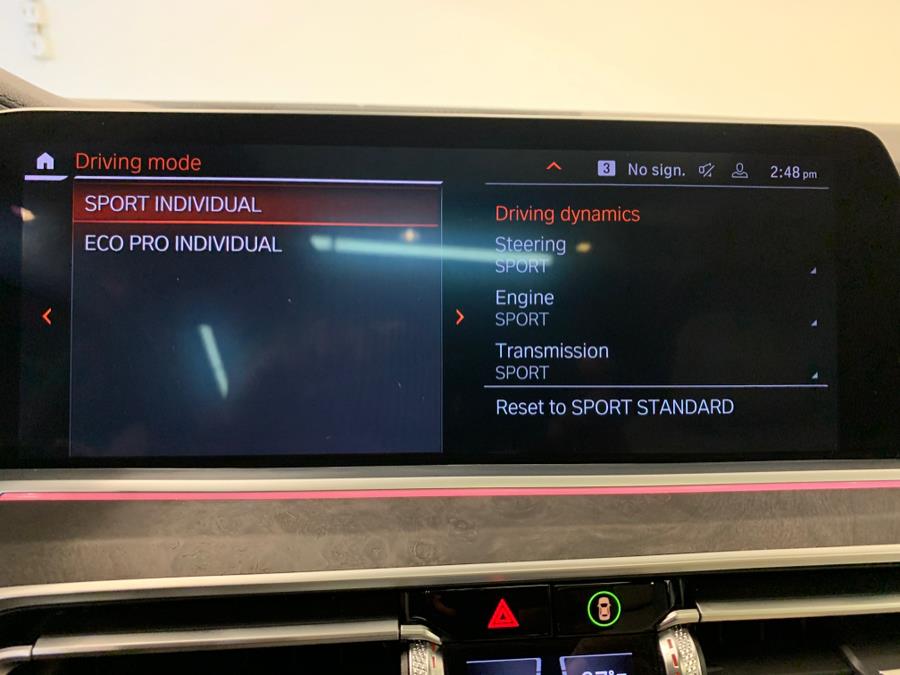 Driving mode
3 No sign. 2:48 pm
SPORT INDIVIDUAL
ECO PRO INDIVIDUAL
Driving dynamics
Steering
SPORT
Engine
SPORT
Transmission
SPORT
Reset to SPORT STANDARD